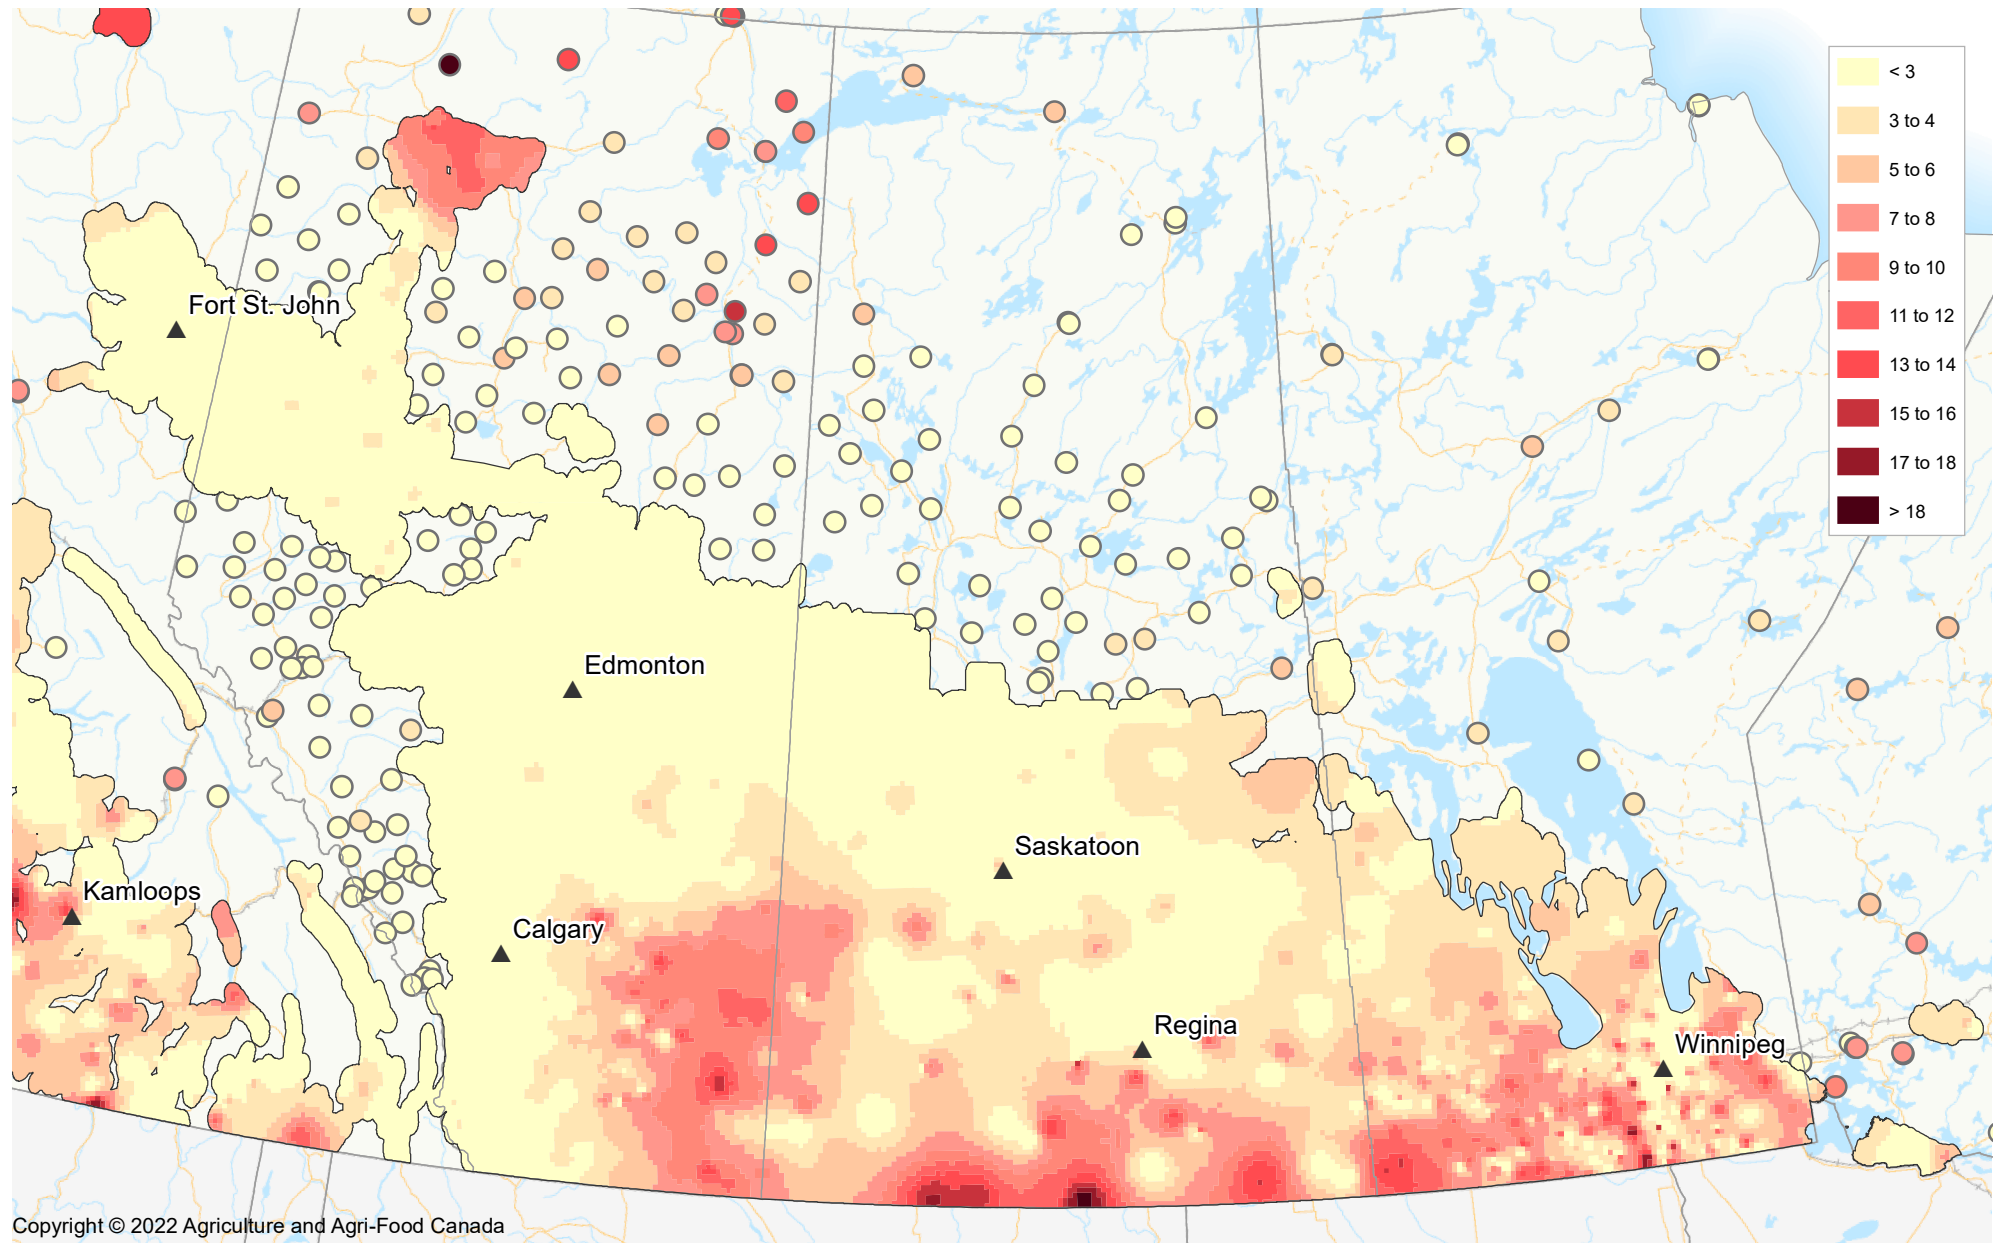 < 3
3 to 4
5 to 6
7 to 8
9 to 10
11 to 12
13 to 14
15 to 16
17 to 18
> 18
Fort St. John
Edmonton
Saskatoon
Kamloops
Calgary
Regina
Winnipeg
Copyright © 2022 Agriculture and Agri-Food Canada